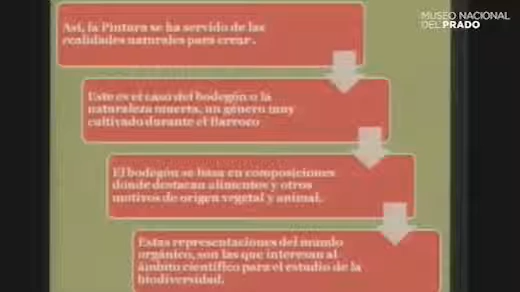 MUSEO NACIONAL
DEL PRADO
Así, la Pintura se ha servido de las
realidades naturales para crear.
Este es el caso del bodegón o la
naturaleza muerta, un género muy
cultivado durante el Barroco
El bodegón se basa en composiciones
donde destacan alimentos y otros
motivos de origen vegetal y animal.
Estas representaciones del mundo
orgánico, son las que interesan al
ámbito científico para el estudio de la
biodiversidad.